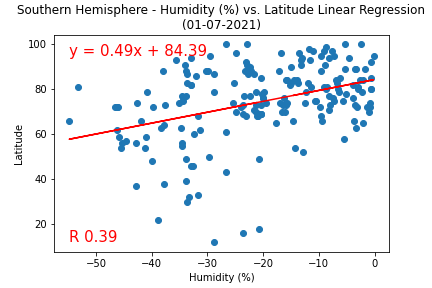 Southern Hemisphere - Humidity (%) vs. Latitude Linear Regression
(01-07-2021)
100
y = 0.49x + 84.39
80
Latitude
60
40
20
R 0.39
−50 −40 −30 −20 −10 0
Humidity (%)